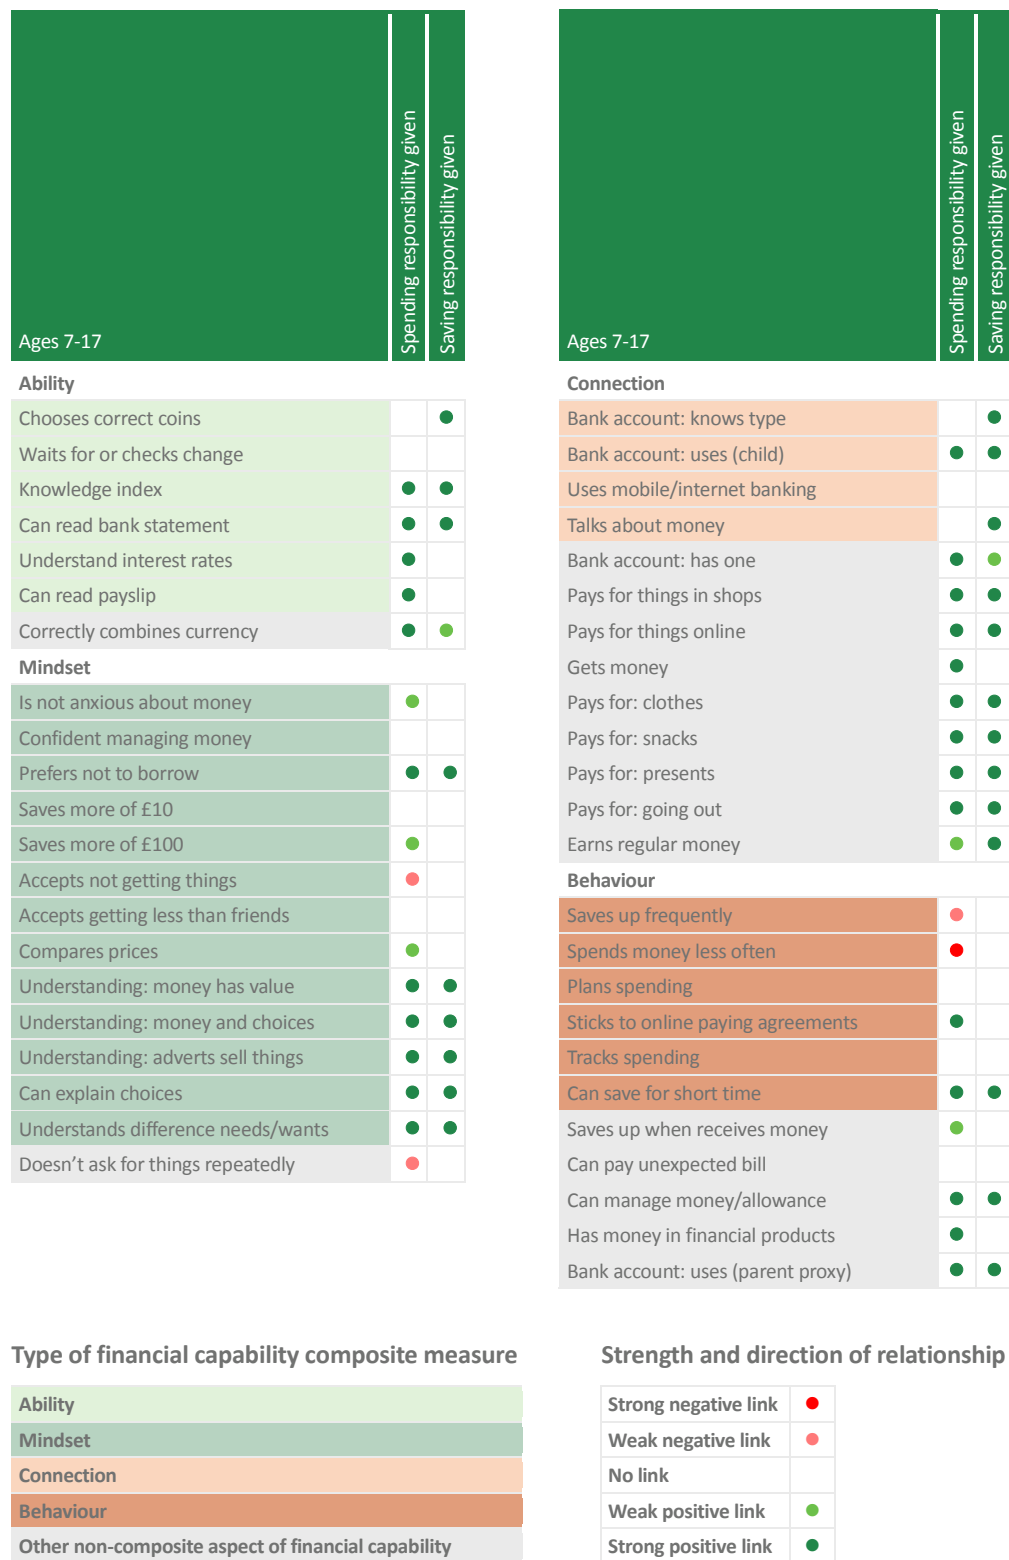 Ages 7-17
Spending responsibility given
Saving responsibility given
Ability
Chooses correct coins
Waits for or checks change
Knowledge index
Can read bank statement
Understand interest rates
Can read payslip
Correctly combines currency
Mindset
Is not anxious about money
Confident managing money
Prefers not to borrow
Saves more of £10
Saves more of £100
Accepts not getting things
Accepts getting less than friends
Compares prices
Understanding: money has value
Understanding: money and choices
Understanding: adverts sell things
Can explain choices
Understands difference needs/wants
Doesn’t ask for things repeatedly
Ages 7-17
Spending responsibility given
Saving responsibility given
Connection
Bank account: knows type
Bank account: uses (child)
Uses mobile/internet banking
Talks about money
Bank account: has one
Pays for things in shops
Pays for things online
Gets money
Pays for: clothes
Pays for: snacks
Pays for: presents
Pays for: going out
Earns regular money
Behaviour
Saves up frequently
Spends money less often
Plans spending
Sticks to online paying agreements
Tracks spending
Can save for short time
Saves up when receives money
Can pay unexpected bill
Can manage money/allowance
Has money in financial products
Bank account: uses (parent proxy)
Type of financial capability composite measure
Ability
Mindset
Connection
Behaviour
Other non-composite aspect of financial capability
Strength and direction of relationship
Strong negative link
Weak negative link
No link
Weak positive link
Strong positive link